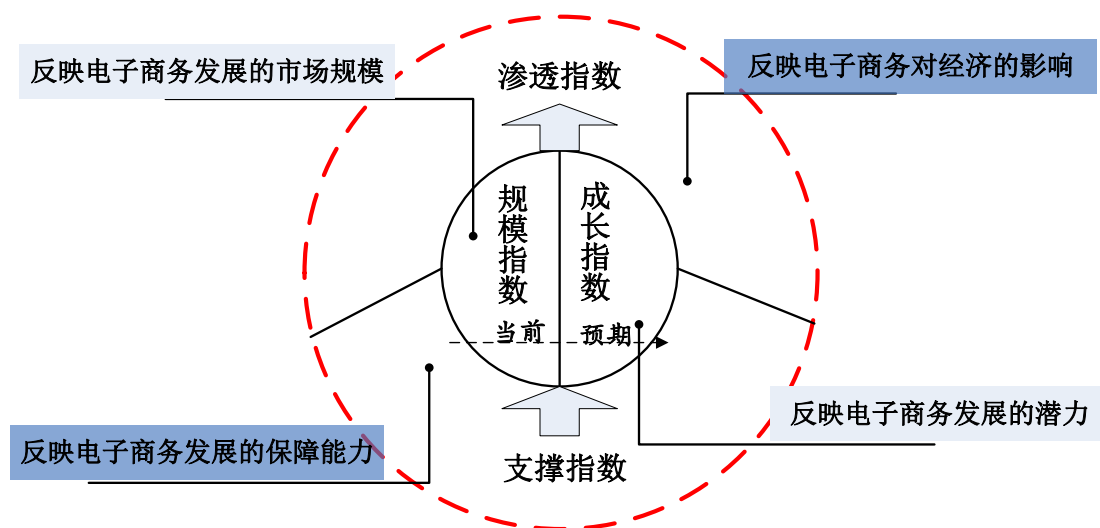 反映电子商务发展的市场规模
渗透指数
反映电子商务对经济的影响
规模指数
成长指数
当前
预期
反映电子商务发展的潜力
反映电子商务发展的保障能力
支撑指数